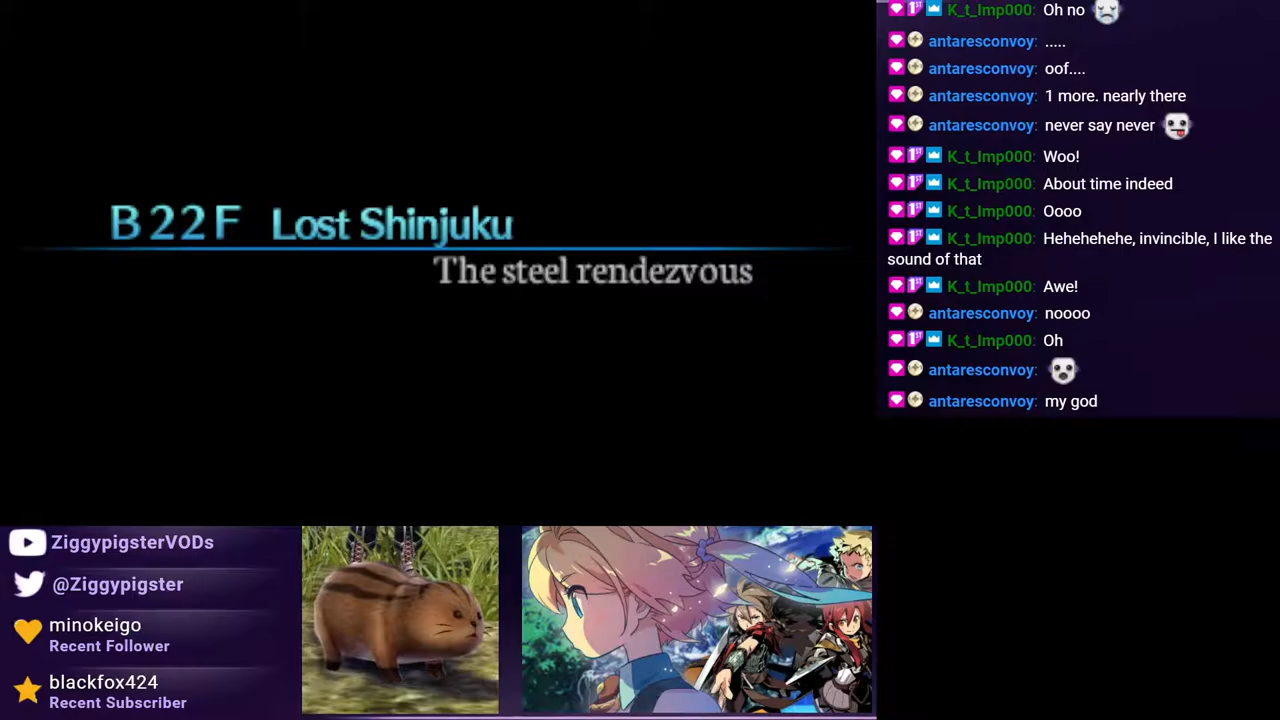 B22F Lost Shinjuku
The steel rendezvous
K_t_Imp000: Oh no
antaresconvoy: .....
antaresconvoy: oof....
antaresconvoy: 1 more. nearly there
antaresconvoy: never say never
K_t_Imp000: Woo!
K_t_Imp000: About time indeed
K_t_Imp000: Oooo
K_t_Imp000: Hehehehehe, invincible, I like the
sound of that
K_t_Imp000: Awe!
antaresconvoy: noooo
K_t_Imp000: Oh
antaresconvoy:
antaresconvoy: my god
ZiggypigsterVODs
@Ziggypigster
minokeigo
Recent Follower
blackfox424
Recent Subscriber